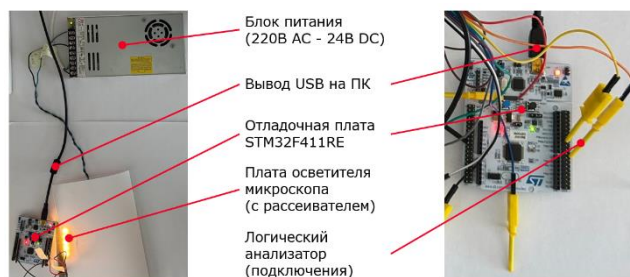 Блок питания
(220В AC - 24В DC)
Вывод USB на ПК
Отладочная плата
STM32F411RE
Плата осветителя
микроскопа
(с рассеивателем)
Логический
анализатор
(подключения)